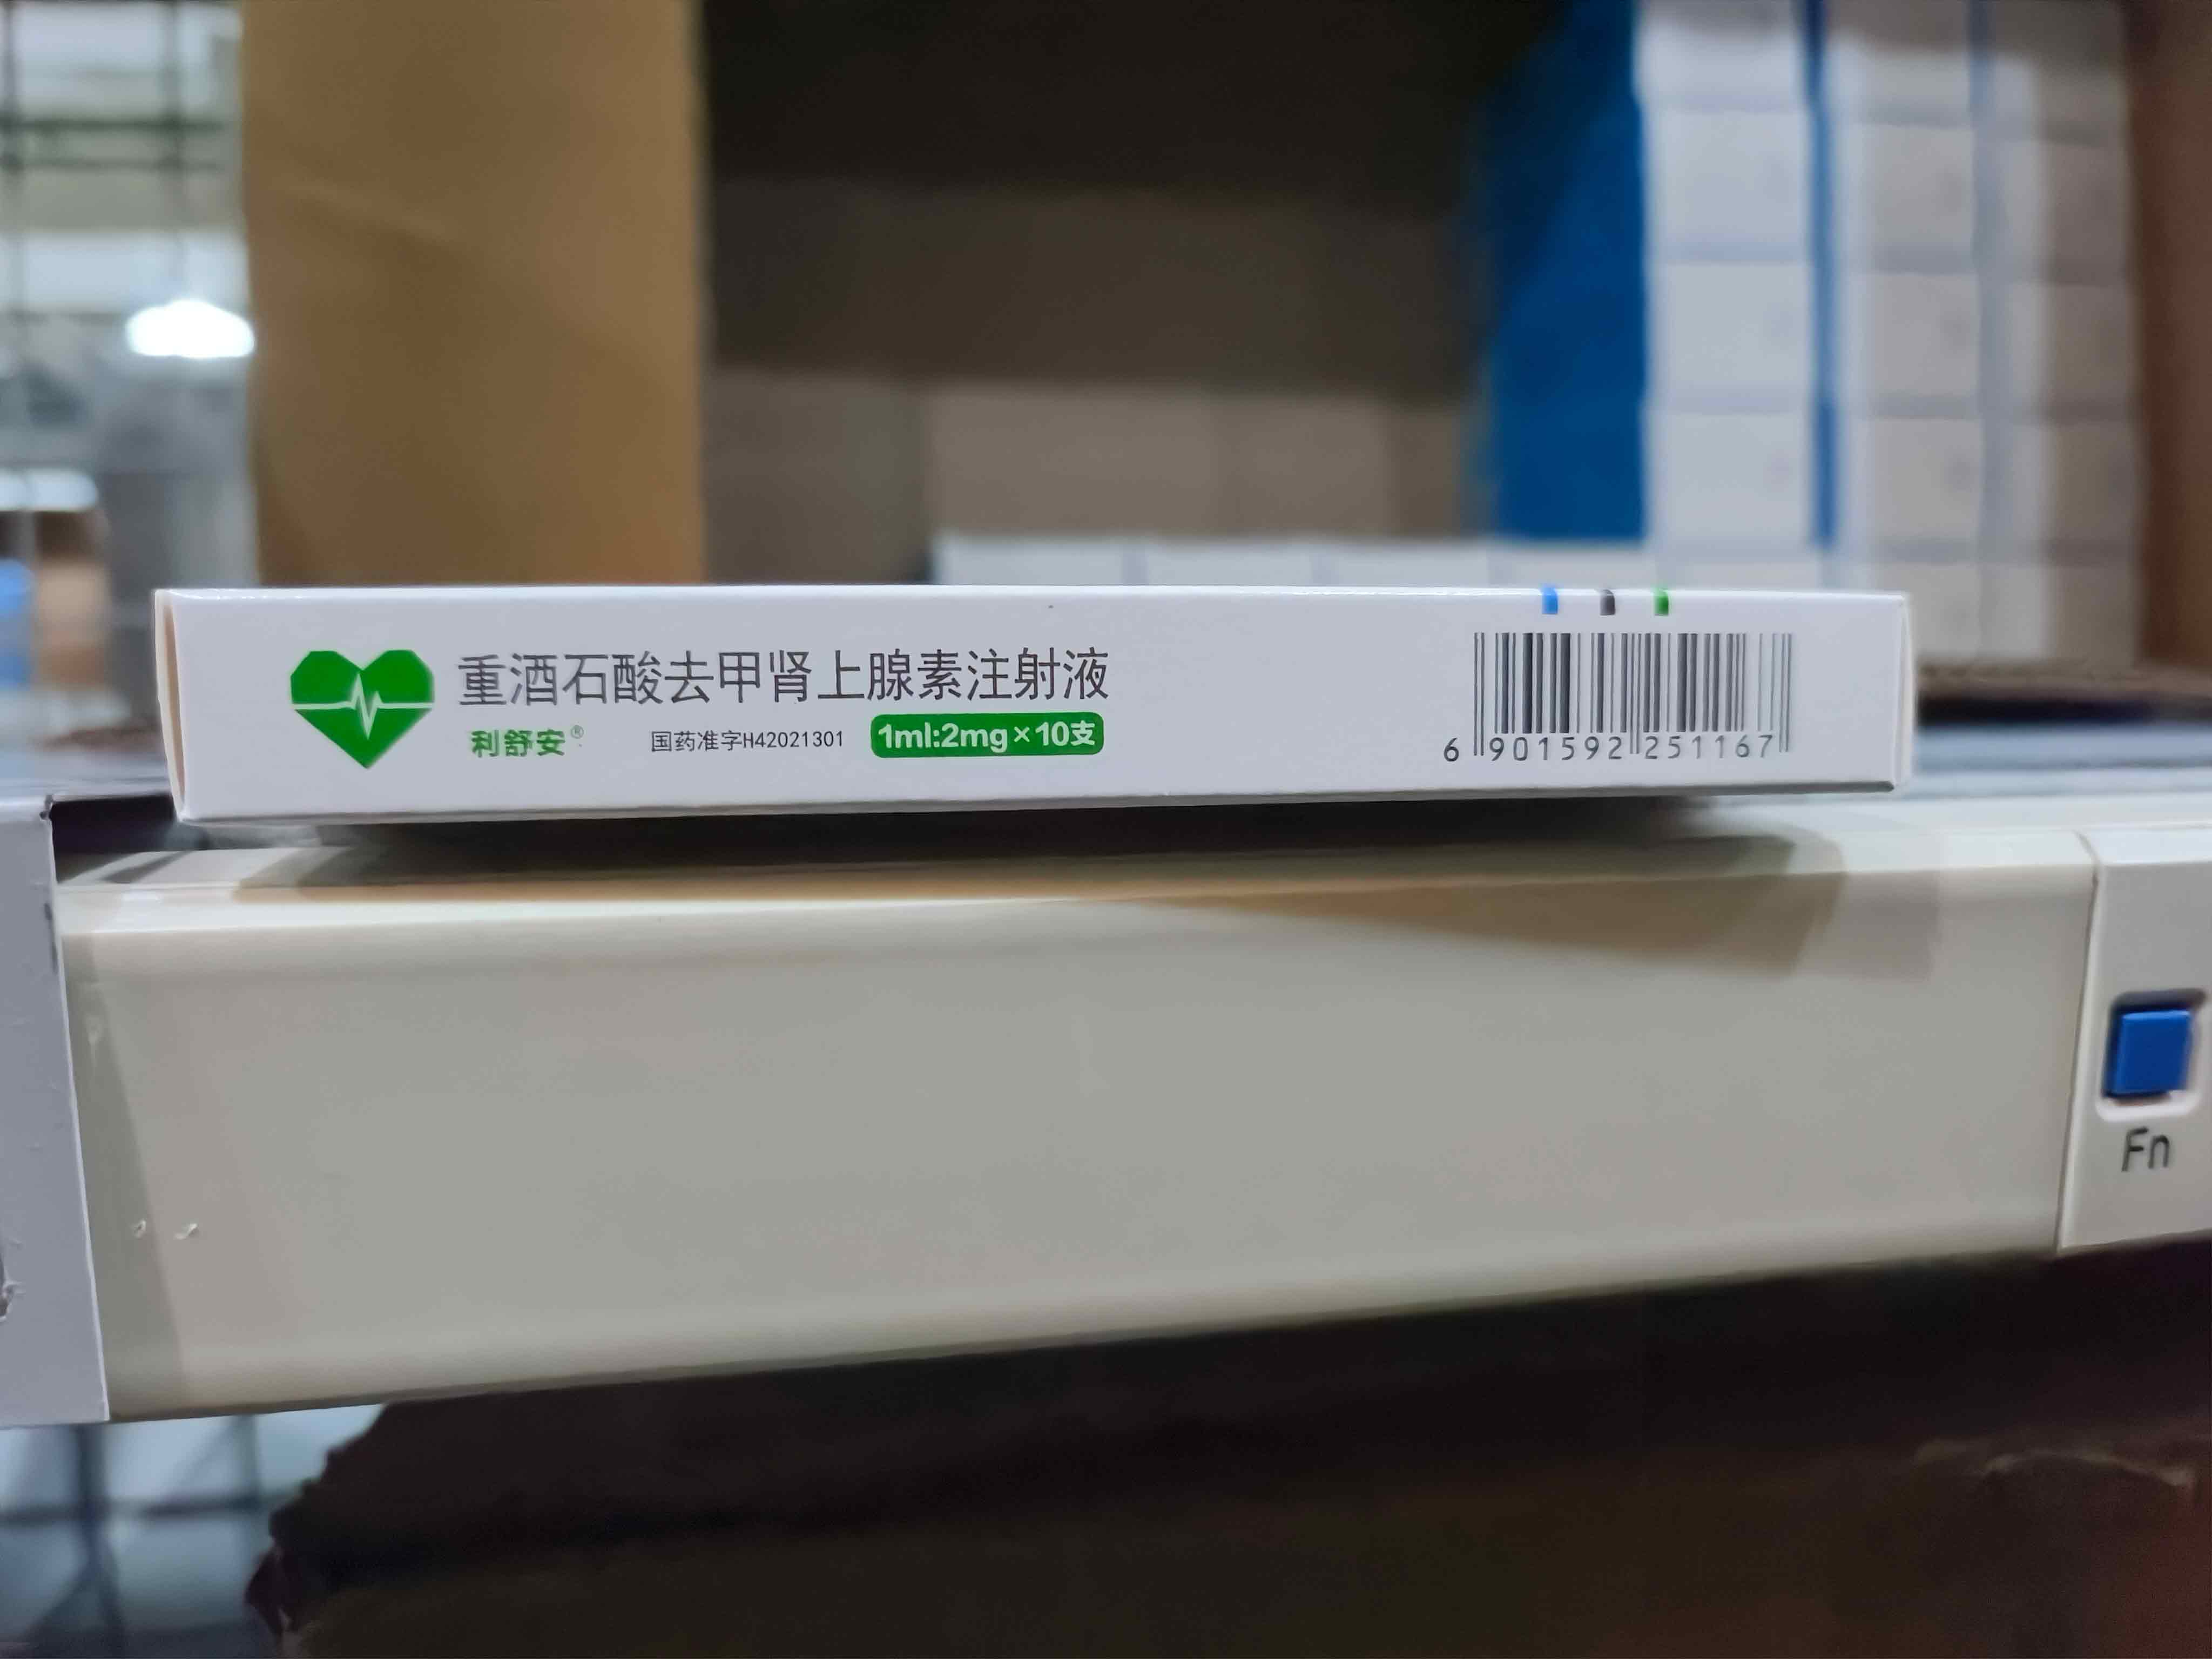 重酒石酸去甲肾上腺素注射液
利舒安® 国药准字H42021301 1ml:2mg×10支
6 901592 251167
Fn